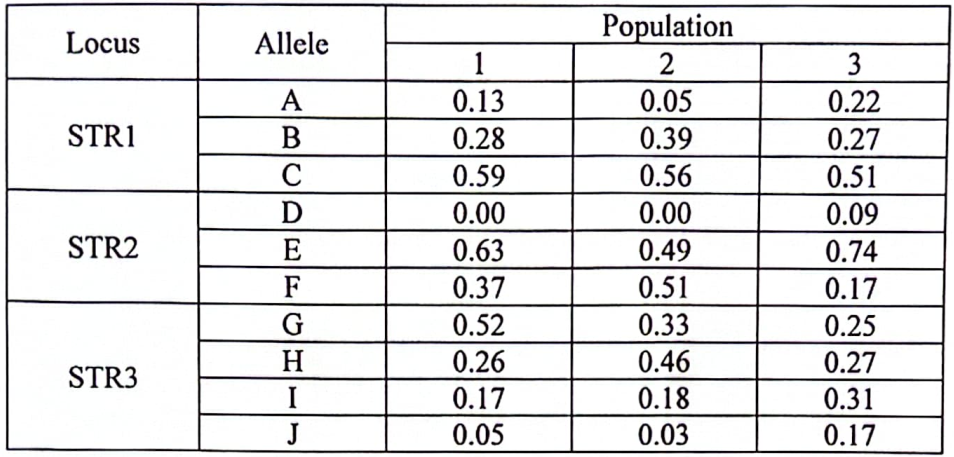 Locus Allele Population
1 2 3
STR1 A 0.13 0.05 0.22
B 0.28 0.39 0.27
C 0.59 0.56 0.51
STR2 D 0.00 0.00 0.09
E 0.63 0.49 0.74
F 0.37 0.51 0.17
STR3 G 0.52 0.33 0.25
H 0.26 0.46 0.27
I 0.17 0.18 0.31
J 0.05 0.03 0.17